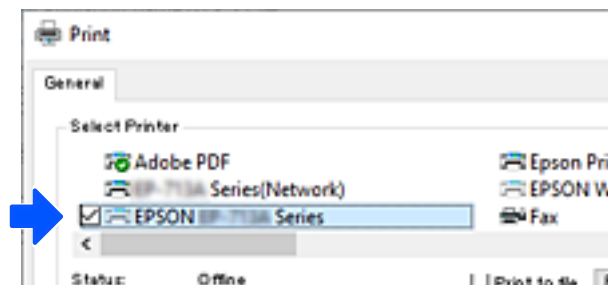 Print
General
Select Printer
Adobe PDF
Epson Pri
Series(Network)
EPSON W
EPSON
Series
Fax
Status:
Offline
Print to file